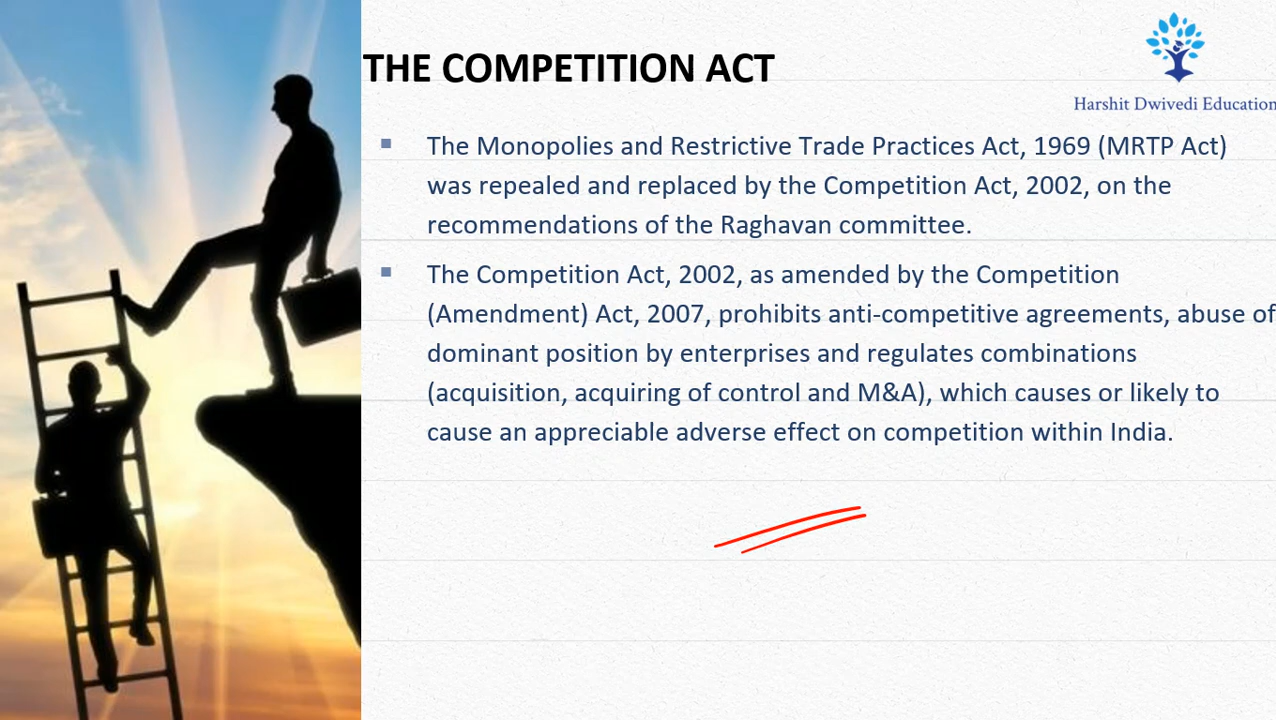 THE COMPETITION ACT
Harshit Dwivedi Education
▪ The Monopolies and Restrictive Trade Practices Act, 1969 (MRTP Act)
was repealed and replaced by the Competition Act, 2002, on the
recommendations of the Raghavan committee.
▪ The Competition Act, 2002, as amended by the Competition
(Amendment) Act, 2007, prohibits anti-competitive agreements, abuse of
dominant position by enterprises and regulates combinations
(acquisition, acquiring of control and M&A), which causes or likely to
cause an appreciable adverse effect on competition within India.